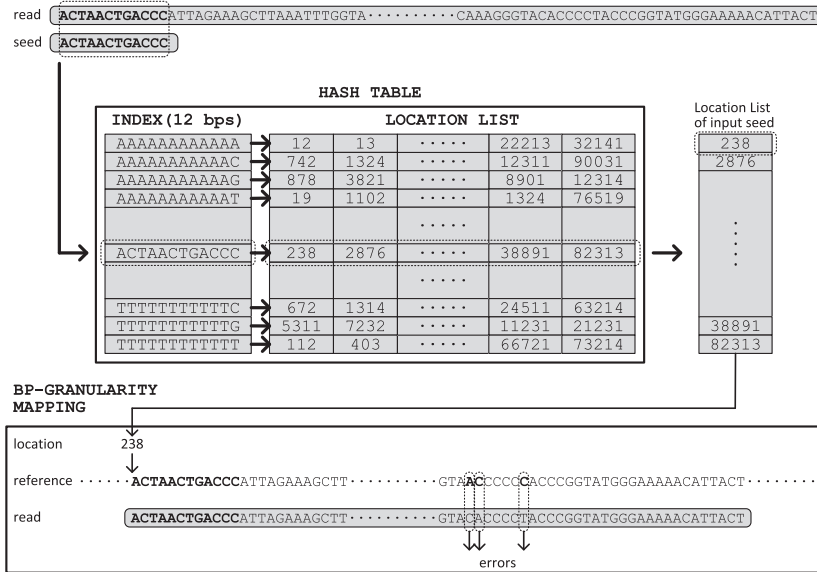 read ACTAACTGACCCATTAGAAAGCTTAAATTTGGTA··········CAAAGGGTACACCCCTACCCGGTATGGGAAAAACATTACT
seed ACTAACTGACCC
HASH TABLE
INDEX(12 bps) LOCATION LIST
Location List
of input seed
AAAAAAAAAAAA 12 13 ····· 22213 32141
AAAAAAAAAAAC 742 1324 ····· 12311 90031
AAAAAAAAAAAG 878 3821 ····· 8901 12314
AAAAAAAAAAAT 19 1102 ····· 1324 76519
·····
ACTAACTGACCC 238 2876 ····· 38891 82313
·····
TTTTTTTTTTTC 672 1314 ····· 24511 63214
TTTTTTTTTTTG 5311 7232 ····· 11231 21231
TTTTTTTTTTTT 112 403 ····· 66721 73214
238
2876
·····
38891
82313
BP-GRANULARITY
MAPPING
location 238
reference ······ACTAACTGACCCATTAGAAAGCTT··········GTAACCCCCCACCCGGTATGGGAAAAACATTACT········
read ACTAACTGACCCATTAGAAAGCTT··········GTACACCCCTACCCGGTATGGGAAAAACATTACT
errors